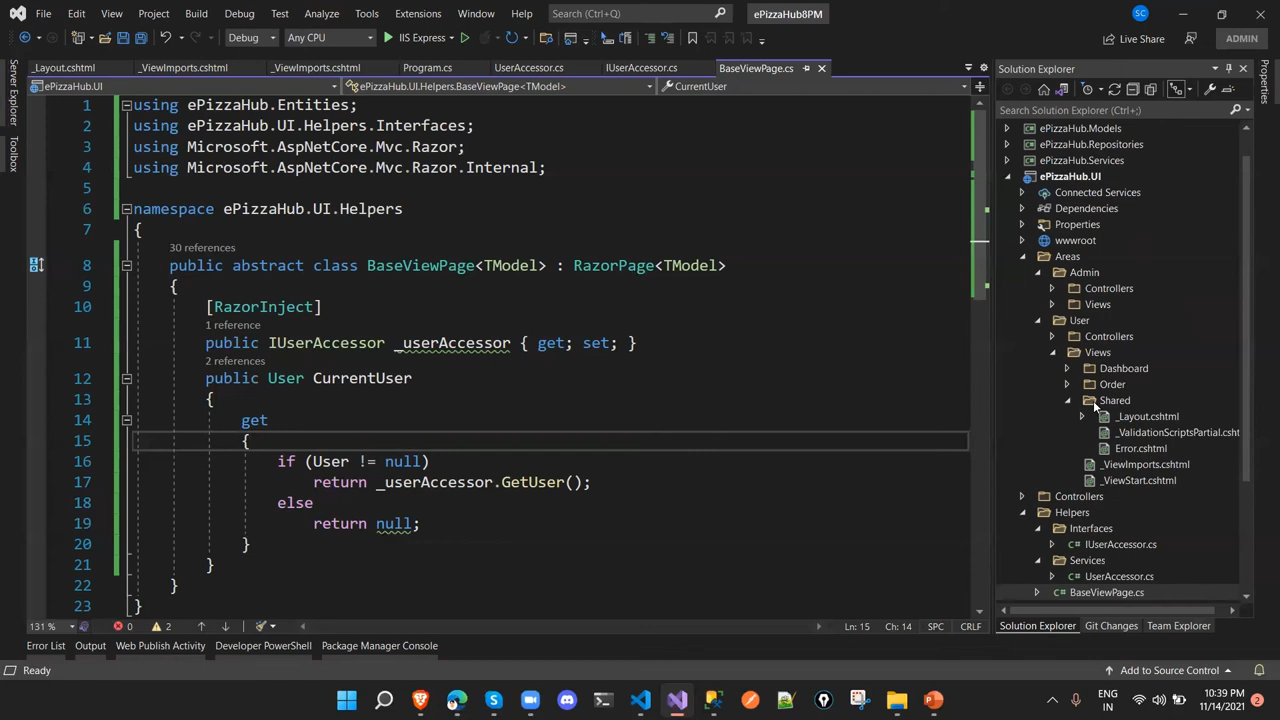 File Edit View Project Build Debug Test Analyze Tools Extensions Window Help Search (Ctrl+Q) ePizzaHub8PM SC
Debug Any CPU IIS Express Live Share ADMIN
_Layout.cshtml _ViewImports.cshtml _ViewImports.cshtml Program.cs UserAccessor.cs IUserAccessor.cs BaseViewPage.cs
ePizzaHub.UI ePizzaHub.UI.Helpers.BaseViewPage<TModel> CurrentUser
Server Explorer
Toolbox
1 using ePizzaHub.Entities;
2 using ePizzaHub.UI.Helpers.Interfaces;
3 using Microsoft.AspNetCore.Mvc.Razor;
4 using Microsoft.AspNetCore.Mvc.Razor.Internal;
5
6 namespace ePizzaHub.UI.Helpers
7 {
30 references
8 public abstract class BaseViewPage<TModel> : RazorPage<TModel>
9 {
10 [RazorInject]
1 reference
11 public IUserAccessor _userAccessor { get; set; }
2 references
12 public User CurrentUser
13 {
14 get
15 {
16 if (User != null)
17 return _userAccessor.GetUser();
18 else
19 return null;
20 }
21 }
22 }
23 }
131 % 0 2 Ln: 15 Ch: 14 SPC CRLF
Solution Explorer
Search Solution Explorer (Ctrl+;)
ePizzaHub.Models
ePizzaHub.Repositories
ePizzaHub.Services
ePizzaHub.UI
Connected Services
Dependencies
Properties
wwwroot
Areas
Admin
Controllers
Views
User
Controllers
Views
Dashboard
Order
Shared
_Layout.cshtml
_ValidationScriptsPartial.csht
Error.cshtml
_ViewImports.cshtml
_ViewStart.cshtml
Controllers
Helpers
Interfaces
C# IUserAccessor.cs
Services
C# UserAccessor.cs
C# BaseViewPage.cs
Solution Explorer Git Changes Team Explorer
Properties
Error List Output Web Publish Activity Developer PowerShell Package Manager Console
Ready Add to Source Control
ENG
IN
10:39 PM
11/14/2021
2